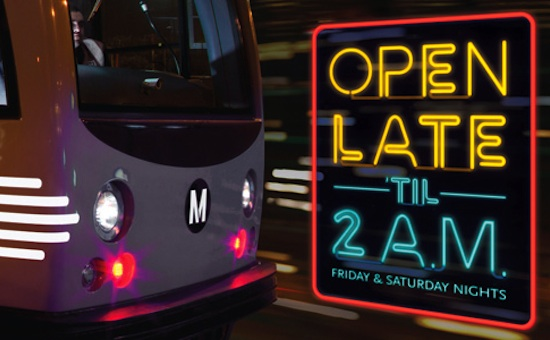 M
OPEN
LATE
'TIL
2 A.M.
FRIDAY & SATURDAY NIGHTS